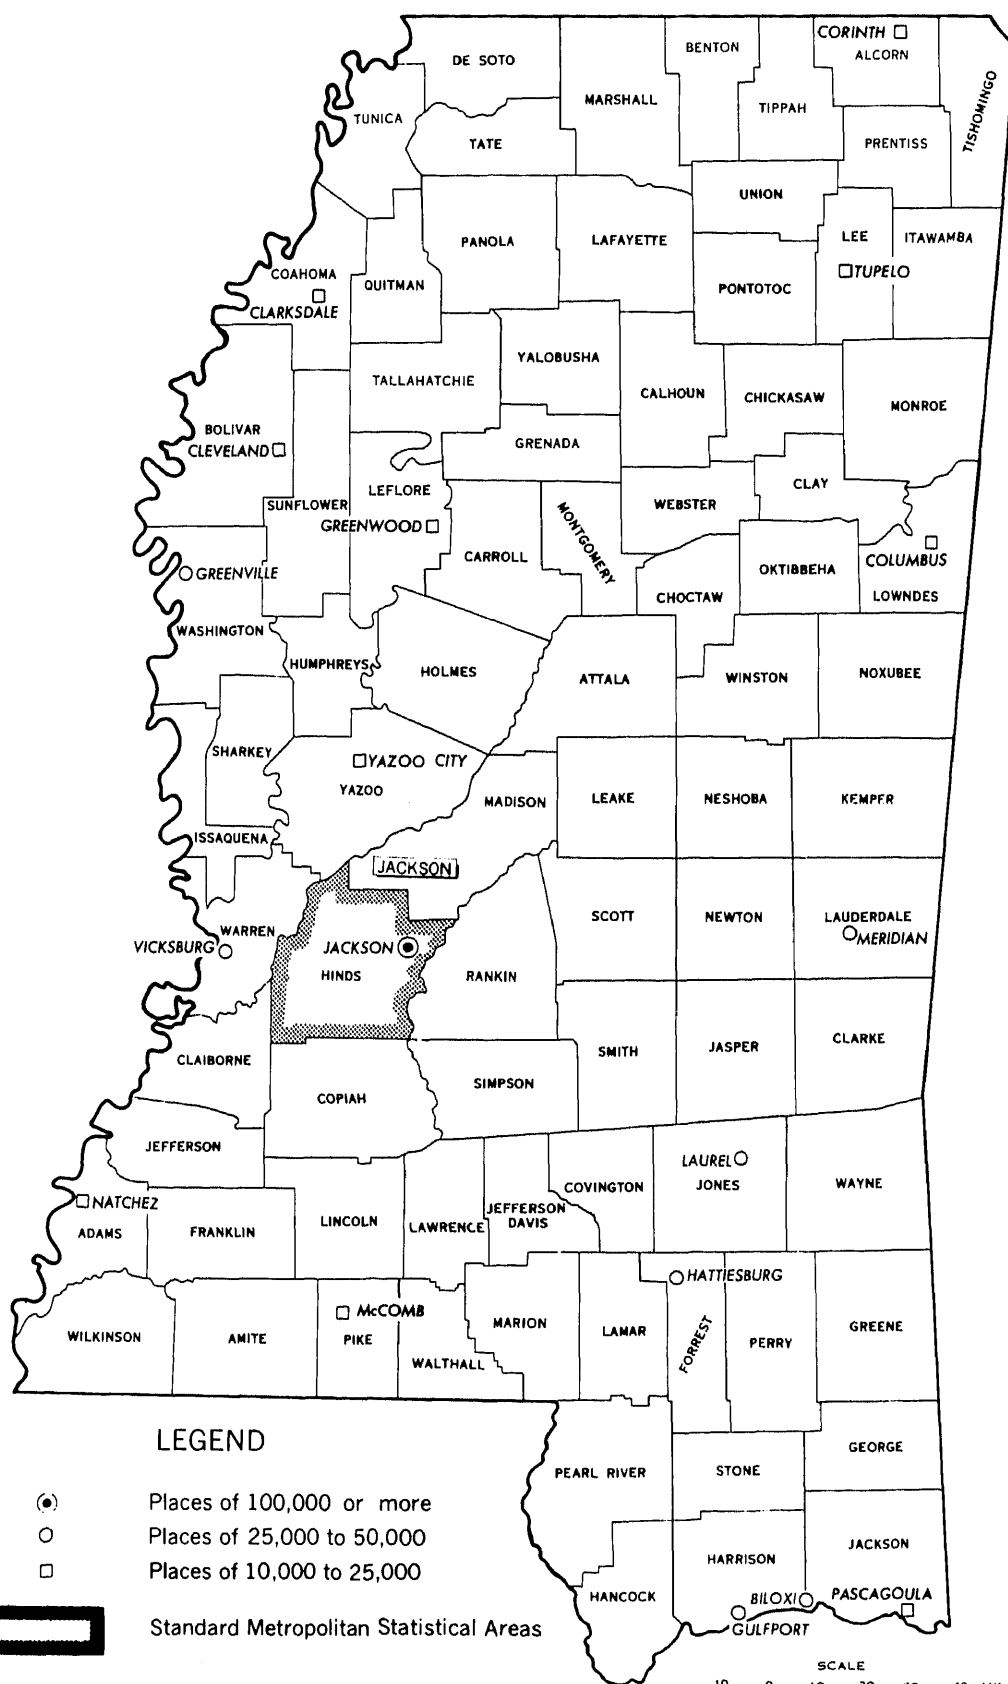 CORINTH
ALCORN
BENTON
DE SOTO
MARSHALL
TIPPAH
TISHOMINGO
TUNICA
TATE
PRENTISS
UNION
PANOLA
LAFAYETTE
LEE
ITAWAMBA
COAHOMA
TUPELO
QUITMAN
PONTOTOC
CLARKSDALE
YALOBUSHA
TALLAHATCHIE
CALHOUN
CHICKASAW
MONROE
BOLIVAR
CLEVELAND
GRENADA
CLAY
LEFLORE
SUNFLOWER
WEBSTER
GREENWOOD
MONTGOMERY
CARROLL
COLUMBUS
OKTIBBEHA
GREENVILLE
CHOCTAW
LOWNDES
WASHINGTON
HUMPHREYS
HOLMES
ATTALA
WINSTON
NOXUBEE
SHARKEY
YAZOO CITY
YAZOO
MADISON
LEAKE
NESHOBA
KEMPER
ISSAQUENA
JACKSON
SCOTT
NEWTON
LAUDERDALE
WARREN
MERIDIAN
VICKSBURG
JACKSON
HINDS
RANKIN
CLAIBORNE
SMITH
JASPER
CLARKE
SIMPSON
COPIAH
JEFFERSON
LAUREL
JONES
COVINGTON
WAYNE
NATCHEZ
ADAMS
FRANKLIN
LINCOLN
LAWRENCE
JEFFERSON
DAVIS
HATTIESBURG
McCOMB
WILKINSON
AMITE
PIKE
WALTHALL
MARION
LAMAR
FORREST
PERRY
GREENE
LEGEND
GEORGE
PEARL RIVER
STONE
Places of 100,000 or more
Places of 25,000 to 50,000
Places of 10,000 to 25,000
JACKSON
HARRISON
HANCOCK
BILOXI
PASCAGOULA
GULFPORT
Standard Metropolitan Statistical Areas
SCALE